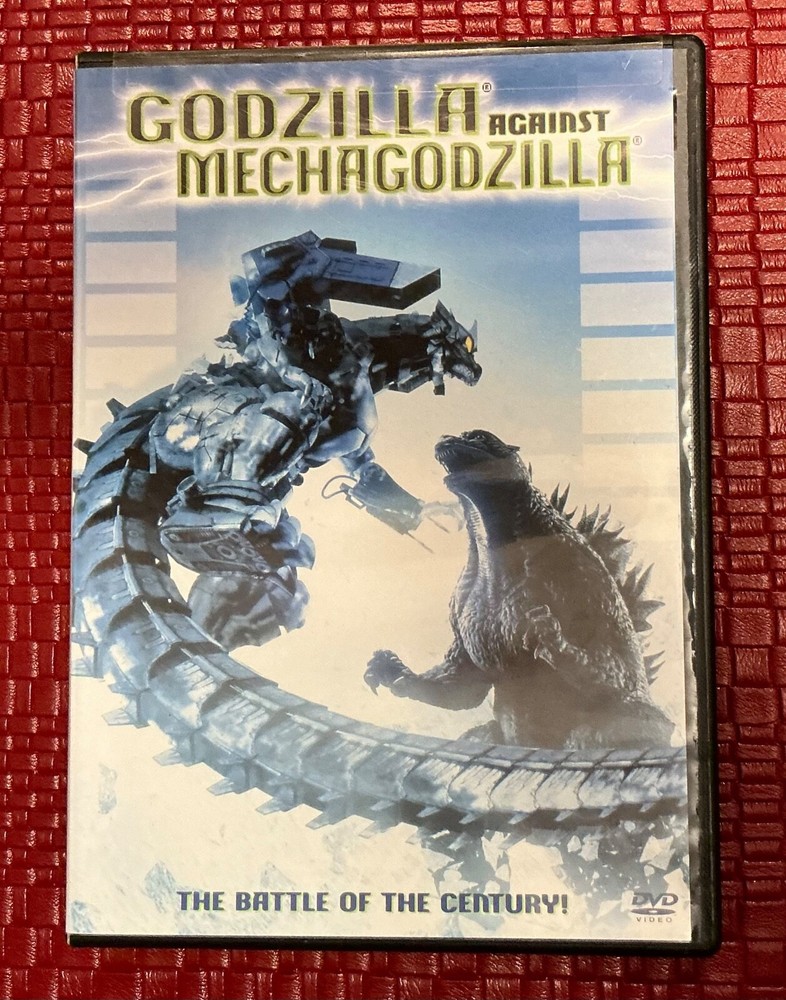 GODZILLA® AGAINST
MECHAGODZILLA®
THE BATTLE OF THE CENTURY!
DVD
VIDEO